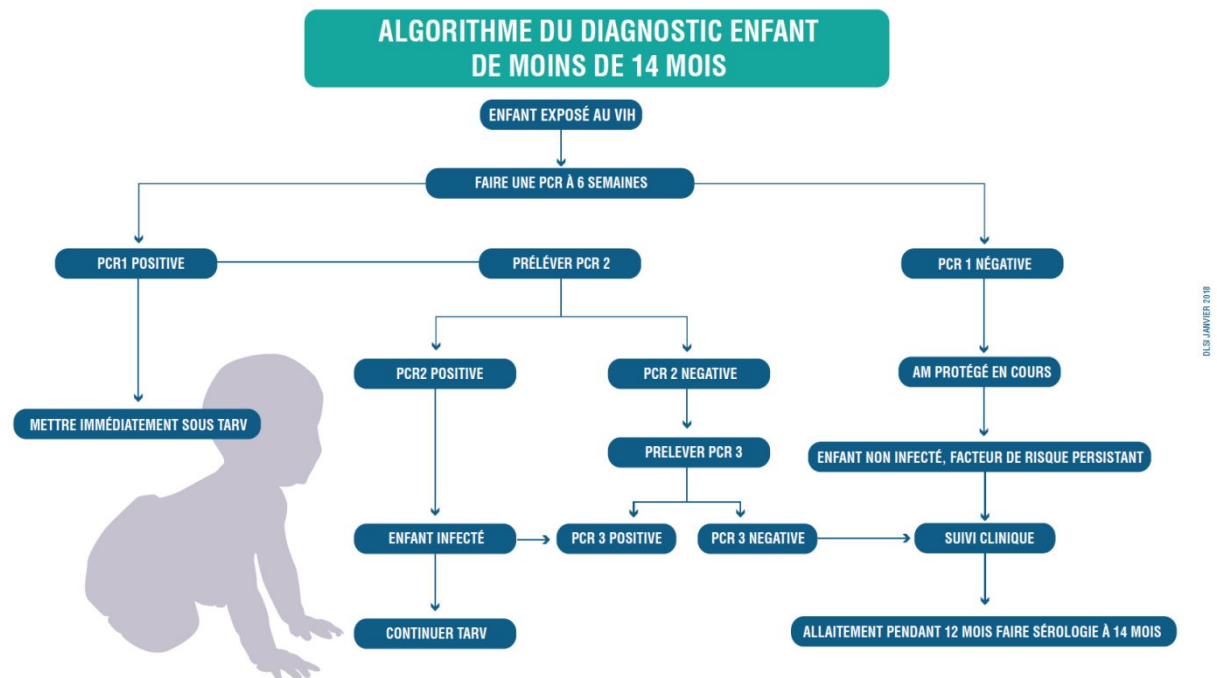 ALGORITHME DU DIAGNOSTIC ENFANT
DE MOINS DE 14 MOIS
ENFANT EXPOSÉ AU VIH
FAIRE UNE PCR À 6 SEMAINES
PCR1 POSITIVE
PRÉLÉVER PCR 2
PCR 1 NÉGATIVE
PCR2 POSITIVE
PCR 2 NEGATIVE
AM PROTÉGÉ EN COURS
METTRE IMMÉDIATEMENT SOUS TARV
PRELEVER PCR 3
ENFANT NON INFECTÉ, FACTEUR DE RISQUE PERSISTANT
ENFANT INFECTÉ
PCR 3 POSITIVE
PCR 3 NEGATIVE
SUIVI CLINIQUE
CONTINUER TARV
ALLAITEMENT PENDANT 12 MOIS FAIRE SÉROLOGIE À 14 MOIS
DLSI JANVIER 2018